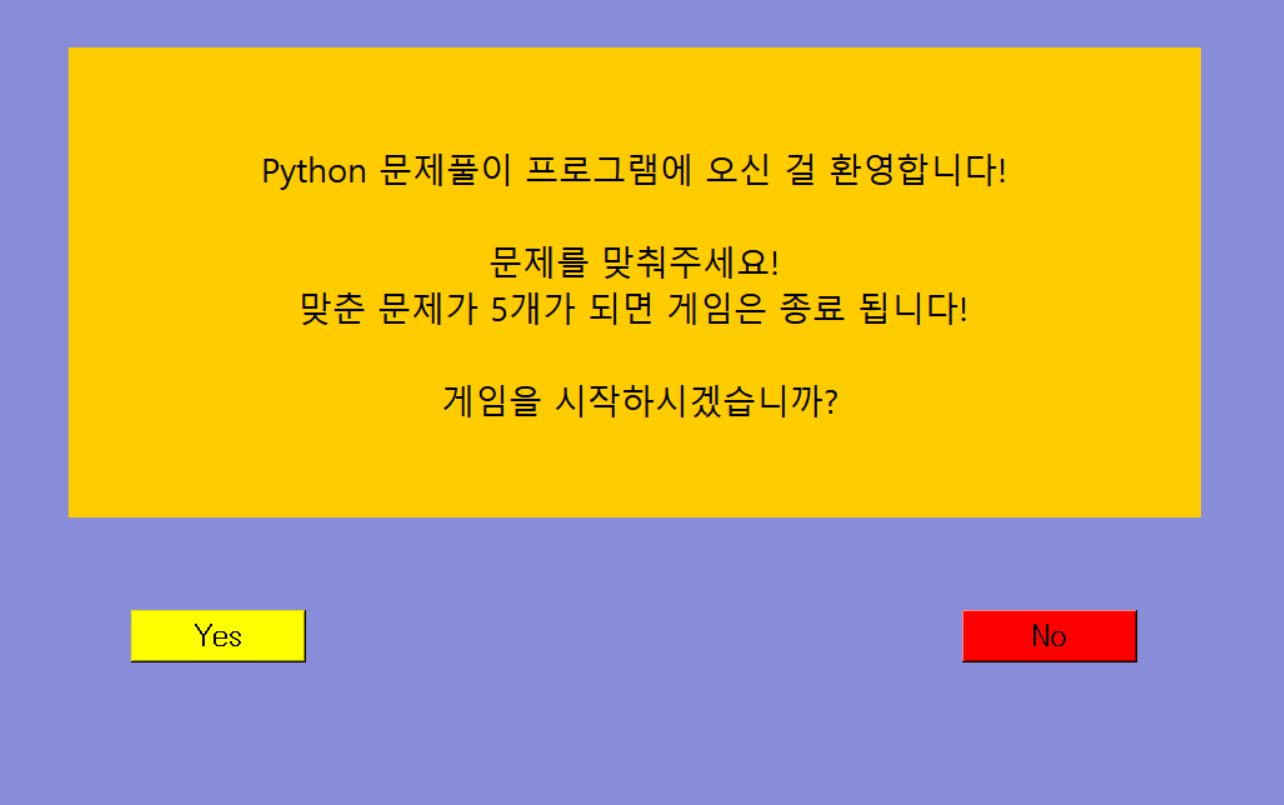 Python 문제풀이 프로그램에 오신 걸 환영합니다!
문제를 맞춰주세요!
맞춘 문제가 5개가 되면 게임은 종료 됩니다!
게임을 시작하시겠습니까?
Yes
No